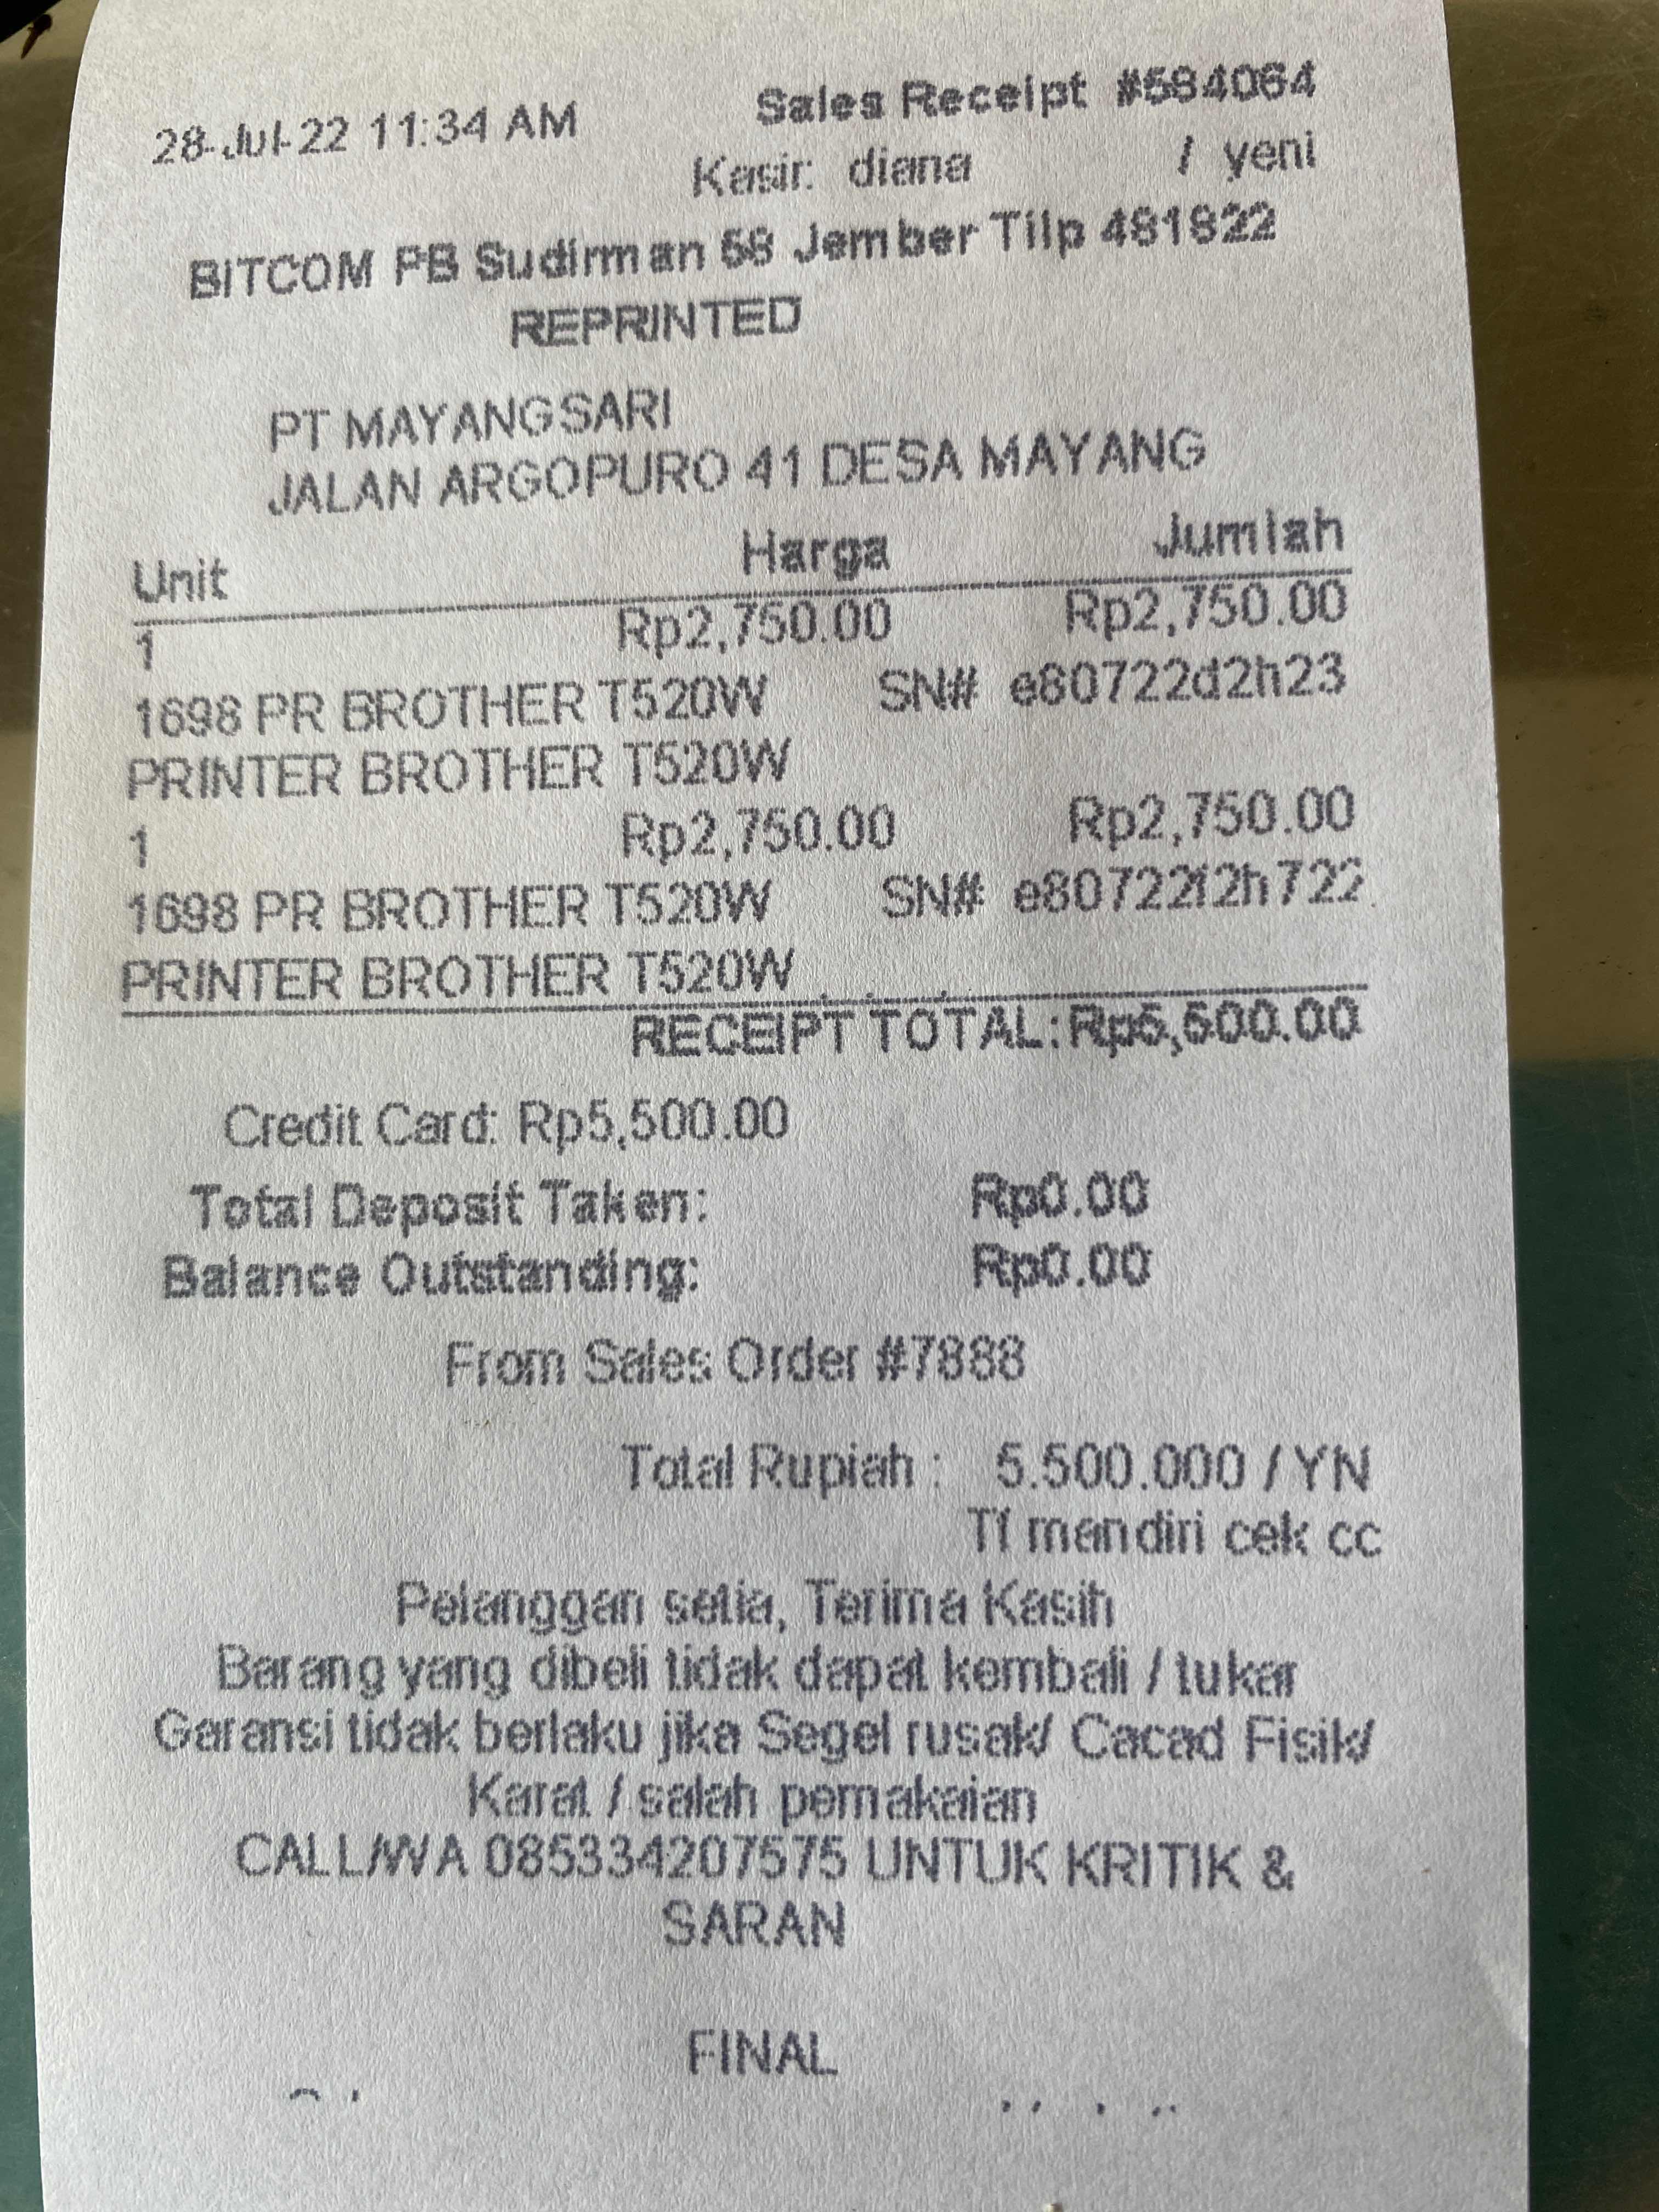 28-Jul-22 11:34 AM Sales Receipt #584064
Kasir: diana / yeni
BITCOM PB Sudirman 58 Jember Tilp 481822
REPRINTED
PT MAYANGSARI
JALAN ARGOPURO 41 DESA MAYANG
Unit Harga Jumlah
1 Rp2,750.00 Rp2,750.00
1698 PR BROTHER T520W SN# e80722d2h23
PRINTER BROTHER T520W
1 Rp2,750.00 Rp2,750.00
1698 PR BROTHER T520W SN# e80722f2h722
PRINTER BROTHER T520W
RECEIPT TOTAL: Rp5,500.00
Credit Card: Rp5,500.00
Total Deposit Taken: Rp0.00
Balance Outstanding: Rp0.00
From Sales Order #7888
Total Rupiah : 5.500.000 / YN
Tf mandiri cek cc
Pelanggan setia, Terima Kasih
Barang yang dibeli tidak dapat kembali / tukar
Garansi tidak berlaku jika Segel rusak/ Cacad Fisik/
Karat / salah pemakaian
CALL/WA 085334207575 UNTUK KRITIK &
SARAN
FINAL